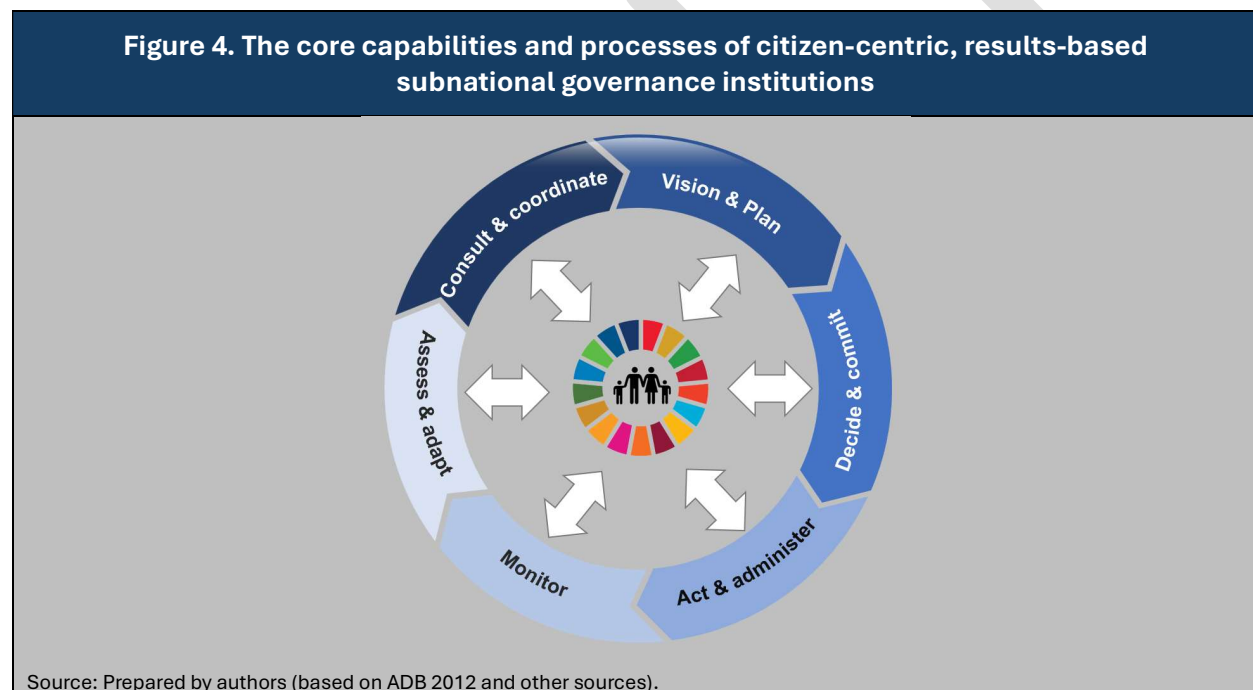 Figure 4. The core capabilities and processes of citizen-centric, results-based
subnational governance institutions
Consult & coordinate
Vision & Plan
Decide & commit
Act & administer
Monitor
Assess & adapt
Source: Prepared by authors (based on ADB 2012 and other sources).